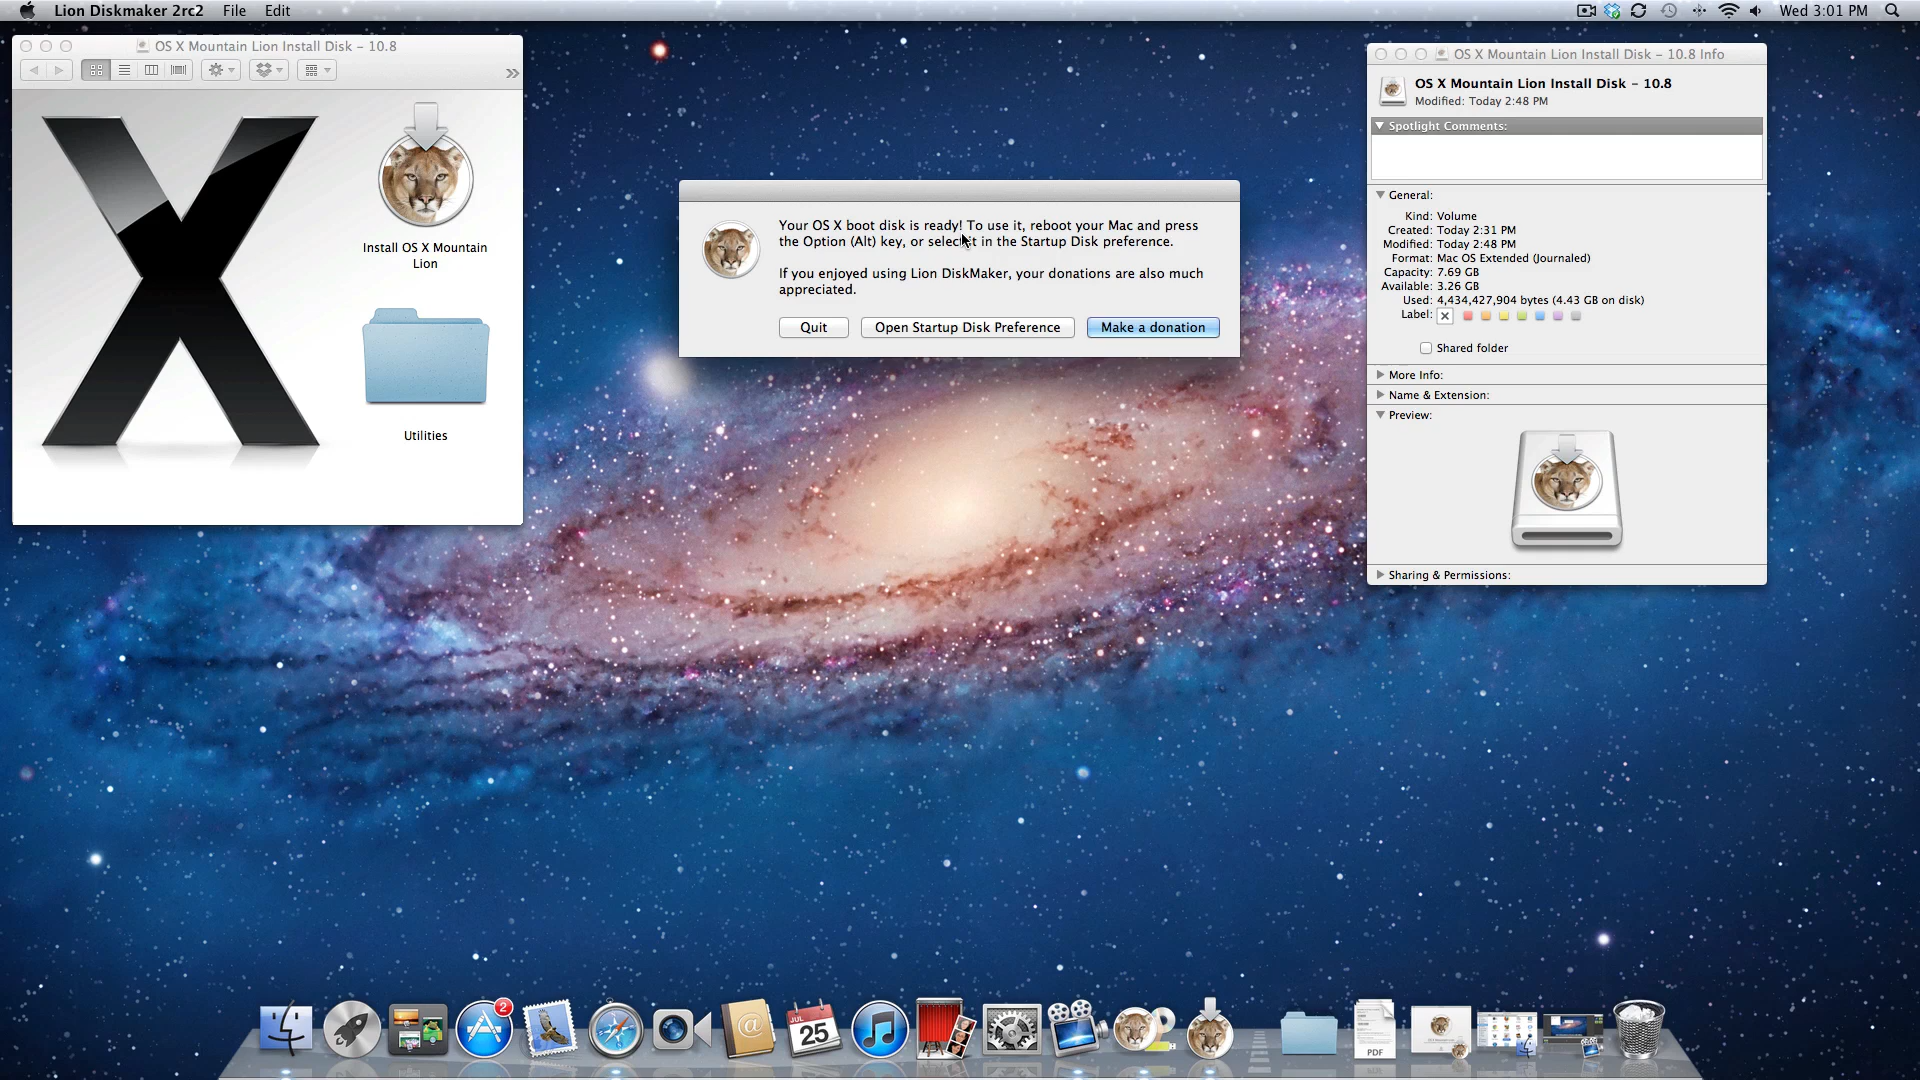 Lion Diskmaker 2rc2 File Edit
Wed 3:01 PM
OS X Mountain Lion Install Disk – 10.8
Install OS X Mountain
Lion
Utilities
Your OS X boot disk is ready! To use it, reboot your Mac and press
the Option (Alt) key, or select it in the Startup Disk preference.
If you enjoyed using Lion DiskMaker, your donations are also much
appreciated.
Quit Open Startup Disk Preference Make a donation
OS X Mountain Lion Install Disk – 10.8 Info
OS X Mountain Lion Install Disk – 10.8
Modified: Today 2:48 PM
Spotlight Comments:
General:
Kind: Volume
Created: Today 2:31 PM
Modified: Today 2:48 PM
Format: Mac OS Extended (Journaled)
Capacity: 7.69 GB
Available: 3.26 GB
Used: 4,434,427,904 bytes (4.43 GB on disk)
Label:
Shared folder
More Info:
Name & Extension:
Preview:
Sharing & Permissions:
2
JUL
25
PDF